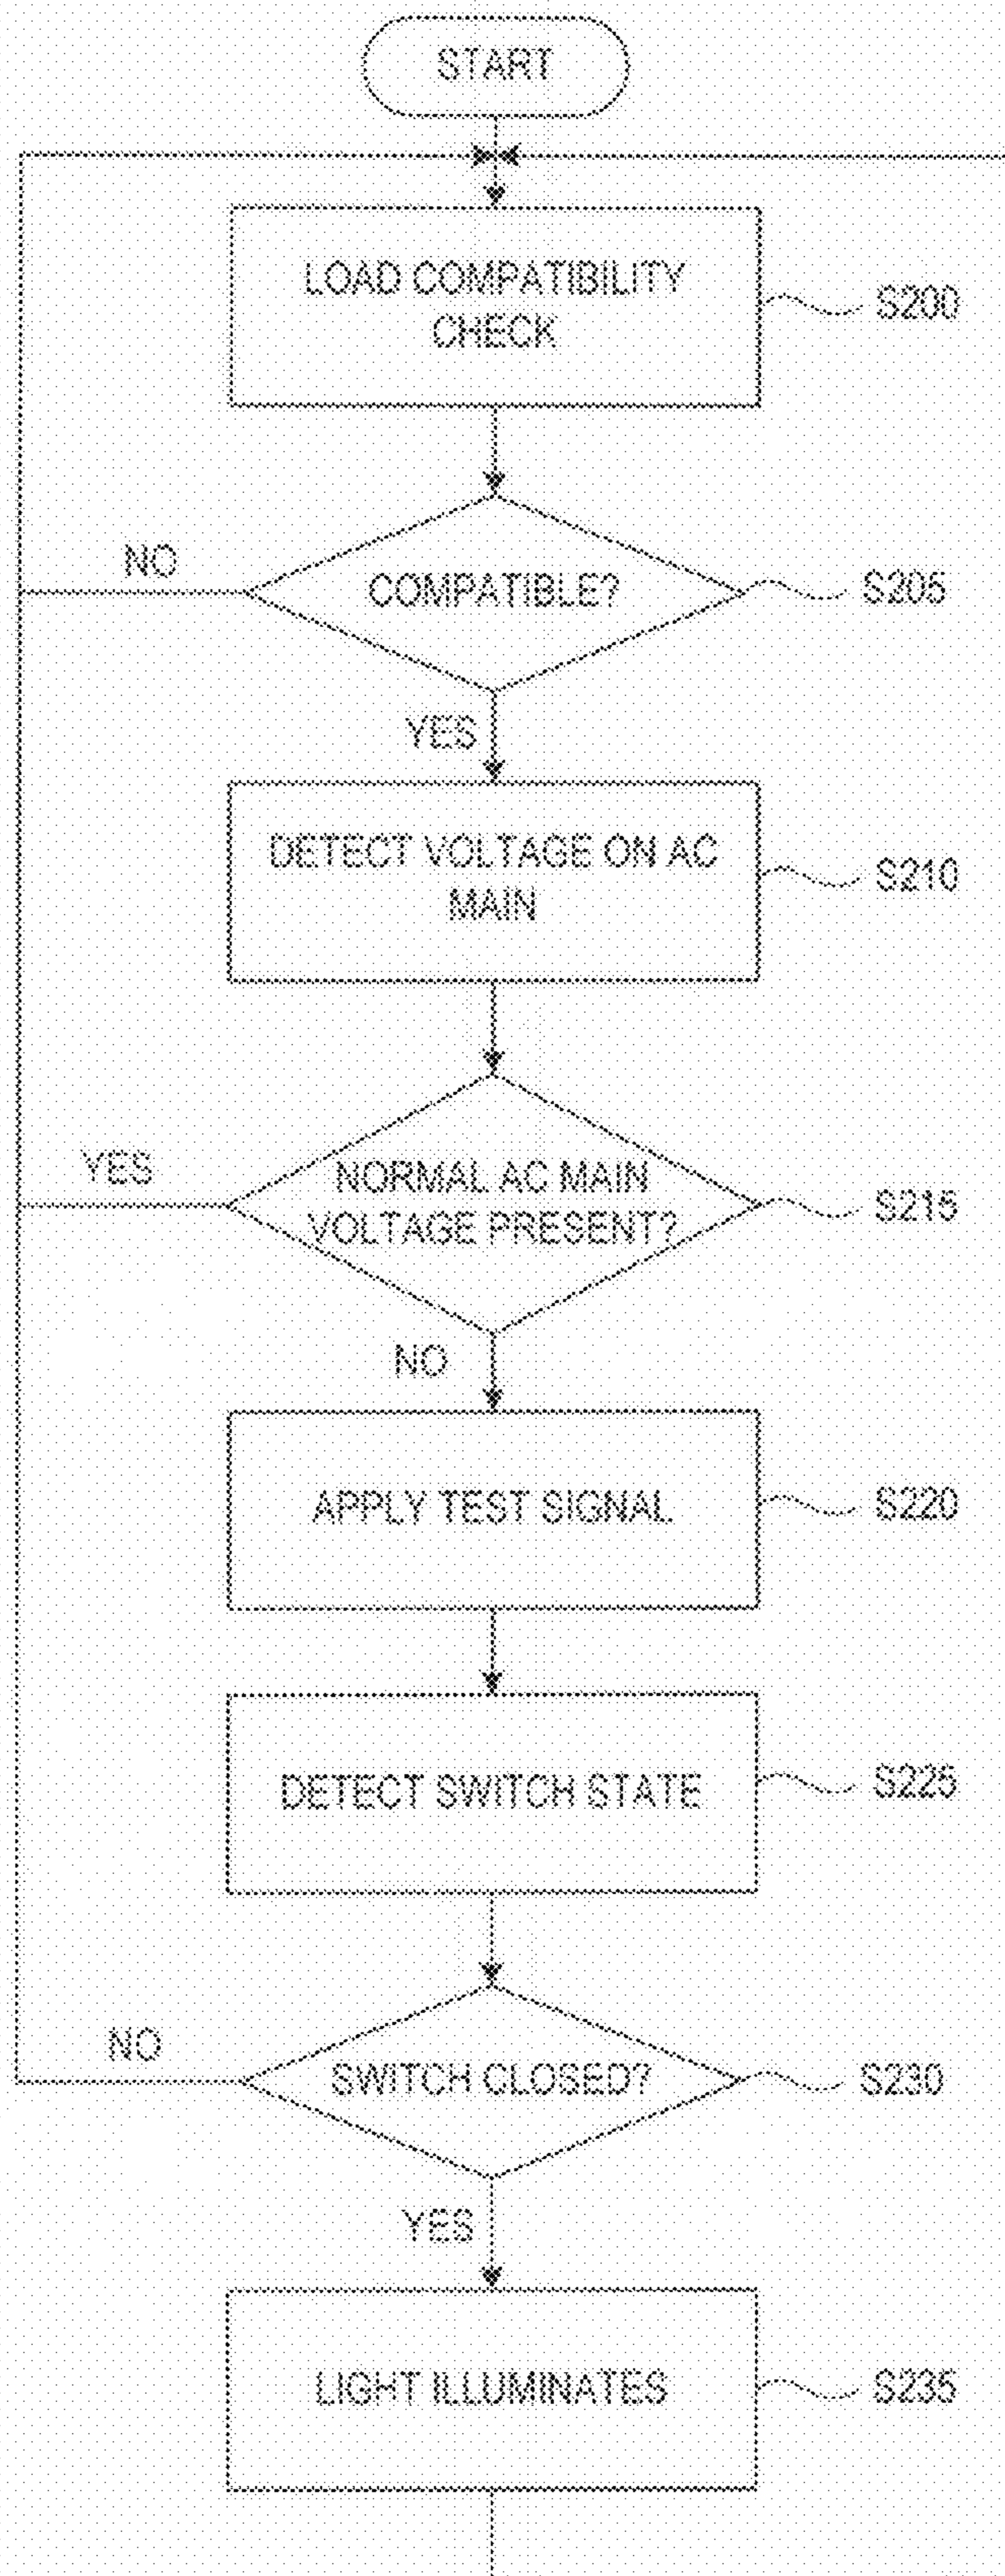 START
LOAD COMPATIBILITY
CHECK
S200
COMPATIBLE?
S205
NO
YES
DETECT VOLTAGE ON AC
MAIN
S210
NORMAL AC MAIN
VOLTAGE PRESENT?
S215
YES
NO
APPLY TEST SIGNAL
S220
DETECT SWITCH STATE
S225
SWITCH CLOSED?
S230
NO
YES
LIGHT ILLUMINATES
S235